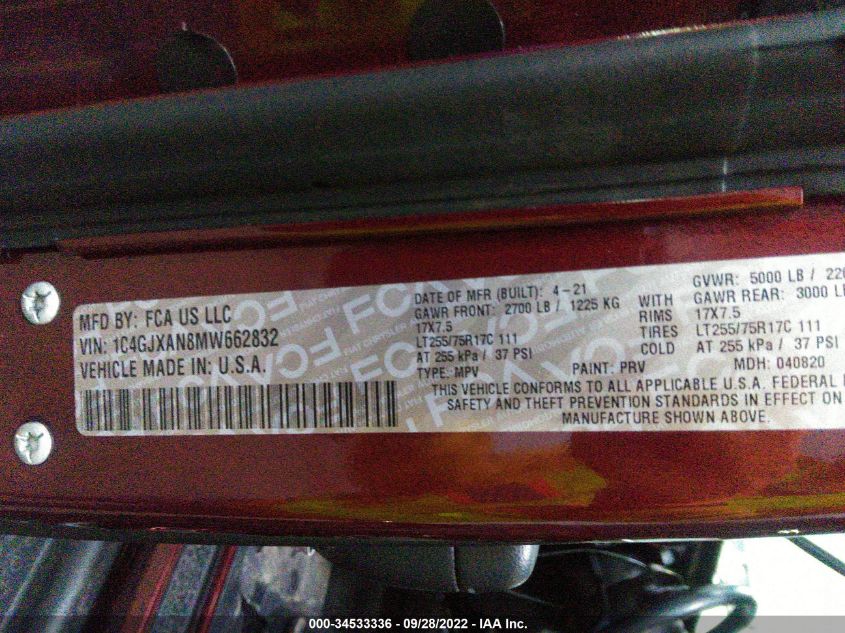 MFD BY: FCA US LLC
VIN: 1C4GJXAN8MW662832
VEHICLE MADE IN: U.S.A.
DATE OF MFR (BUILT): 4-21 GVWR: 5000 LB /
GAWR FRONT: 2700 LB / 1225 KG WITH GAWR REAR: 3000 LB
17X7.5 RIMS 17X7.5
LT255/75R17C 111 TIRES LT255/75R17C 111
AT 255 kPa / 37 PSI COLD AT 255 kPa / 37 PSI
TYPE: MPV PAINT: PRV MDH: 040820
THIS VEHICLE CONFORMS TO ALL APPLICABLE U.S.A. FEDERAL
SAFETY AND THEFT PREVENTION STANDARDS IN EFFECT ON
MANUFACTURE SHOWN ABOVE.
000-34533336 - 09/28/2022 - IAA Inc.